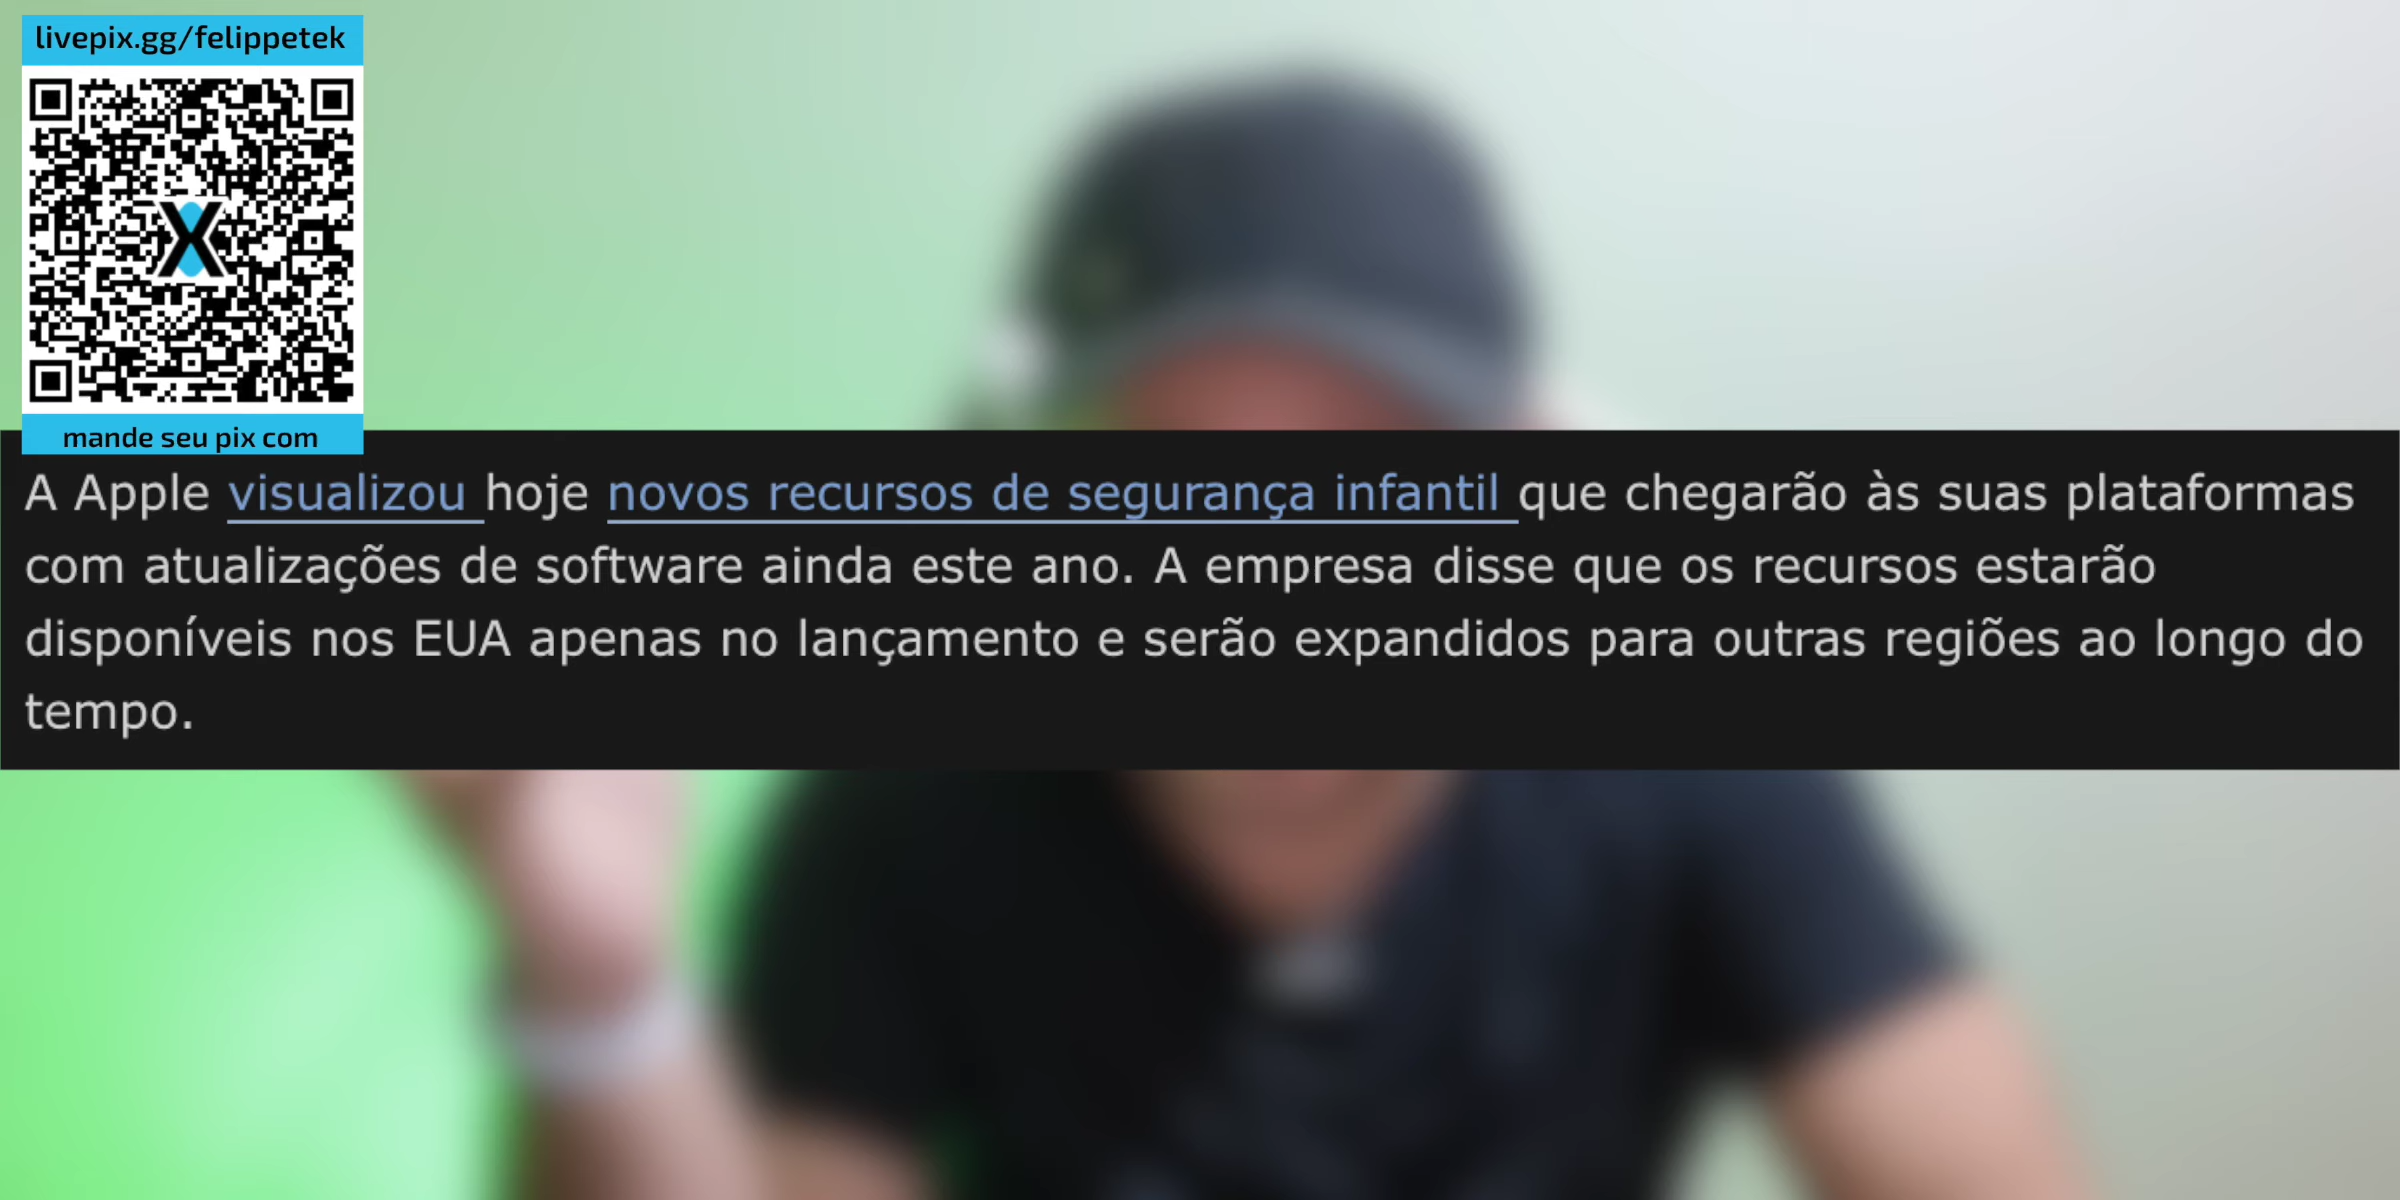 livepix.gg/felippetek
mande seu pix com
A Apple visualizou hoje novos recursos de segurança infantil que chegarão às suas plataformas
com atualizações de software ainda este ano. A empresa disse que os recursos estarão
disponíveis nos EUA apenas no lançamento e serão expandidos para outras regiões ao longo do
tempo.